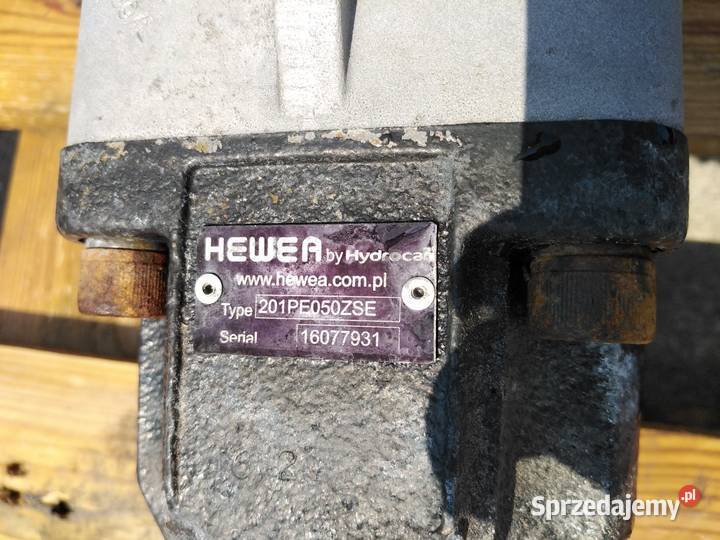 HEWEA by Hydrocar
www.hewea.com.pl
Type 201PE050ZSE
Serial 16077931
Sprzedajemy.pl